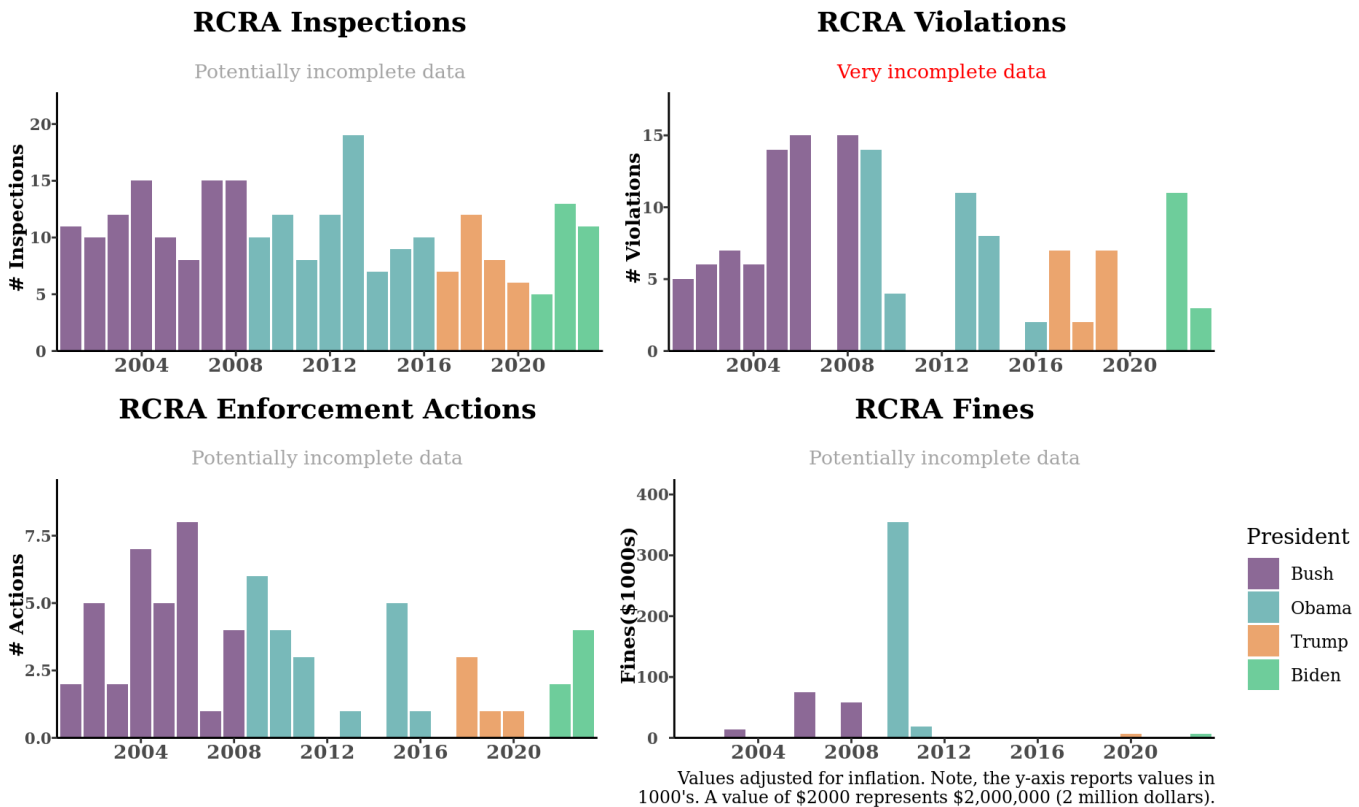 RCRA Inspections
Potentially incomplete data
# Inspections
20
15
10
5
0
2004 2008 2012 2016 2020
RCRA Violations
Very incomplete data
# Violations
15
10
5
0
2004 2008 2012 2016 2020
RCRA Enforcement Actions
Potentially incomplete data
# Actions
7.5
5.0
2.5
0.0
2004 2008 2012 2016 2020
RCRA Fines
Potentially incomplete data
Fines($1000s)
400
300
200
100
0
2004 2008 2012 2016 2020
President
Bush
Obama
Trump
Biden
Values adjusted for inflation. Note, the y-axis reports values in
1000's. A value of $2000 represents $2,000,000 (2 million dollars).